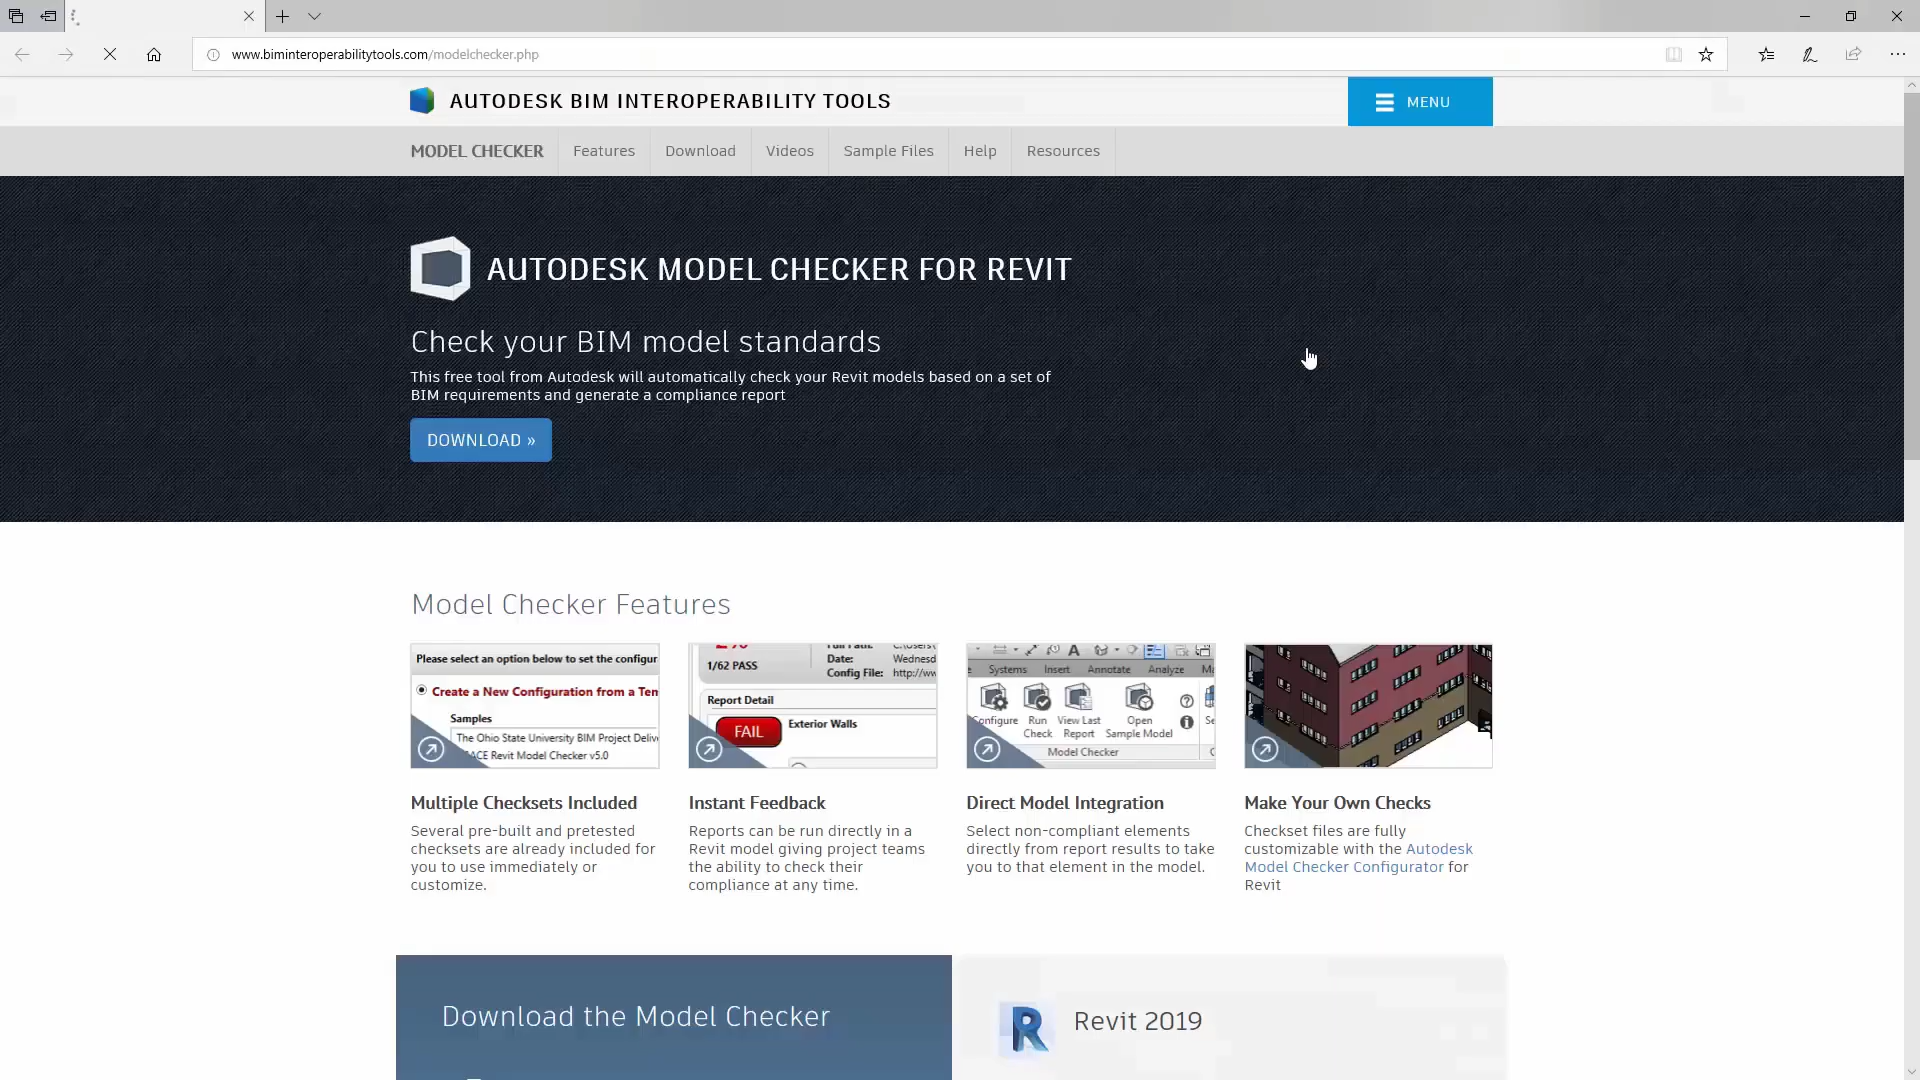 www.biminteroperabilitytools.com/modelchecker.php
AUTODESK BIM INTEROPERABILITY TOOLS
MENU
MODEL CHECKER
Features
Download
Videos
Sample Files
Help
Resources
AUTODESK MODEL CHECKER FOR REVIT
Check your BIM model standards
This free tool from Autodesk will automatically check your Revit models based on a set of
BIM requirements and generate a compliance report
DOWNLOAD »
Model Checker Features
Please select an option below to set the configur
Create a New Configuration from a Ten
Samples
The Ohio State University BIM Project Delive
ACE Revit Model Checker v5.0
1/62 PASS
Date:
Wednesd
Config File:
http://ww
Report Detail
FAIL
Exterior Walls
Systems
Insert
Annotate
Analyze
Configure
Run
Check
View Last
Report
Open
Sample Model
Model Checker
Multiple Checksets Included
Several pre-built and pretested
checksets are already included for
you to use immediately or
customize.
Instant Feedback
Reports can be run directly in a
Revit model giving project teams
the ability to check their
compliance at any time.
Direct Model Integration
Select non-compliant elements
directly from report results to take
you to that element in the model.
Make Your Own Checks
Checkset files are fully
customizable with the Autodesk
Model Checker Configurator for
Revit
Download the Model Checker
R
Revit 2019